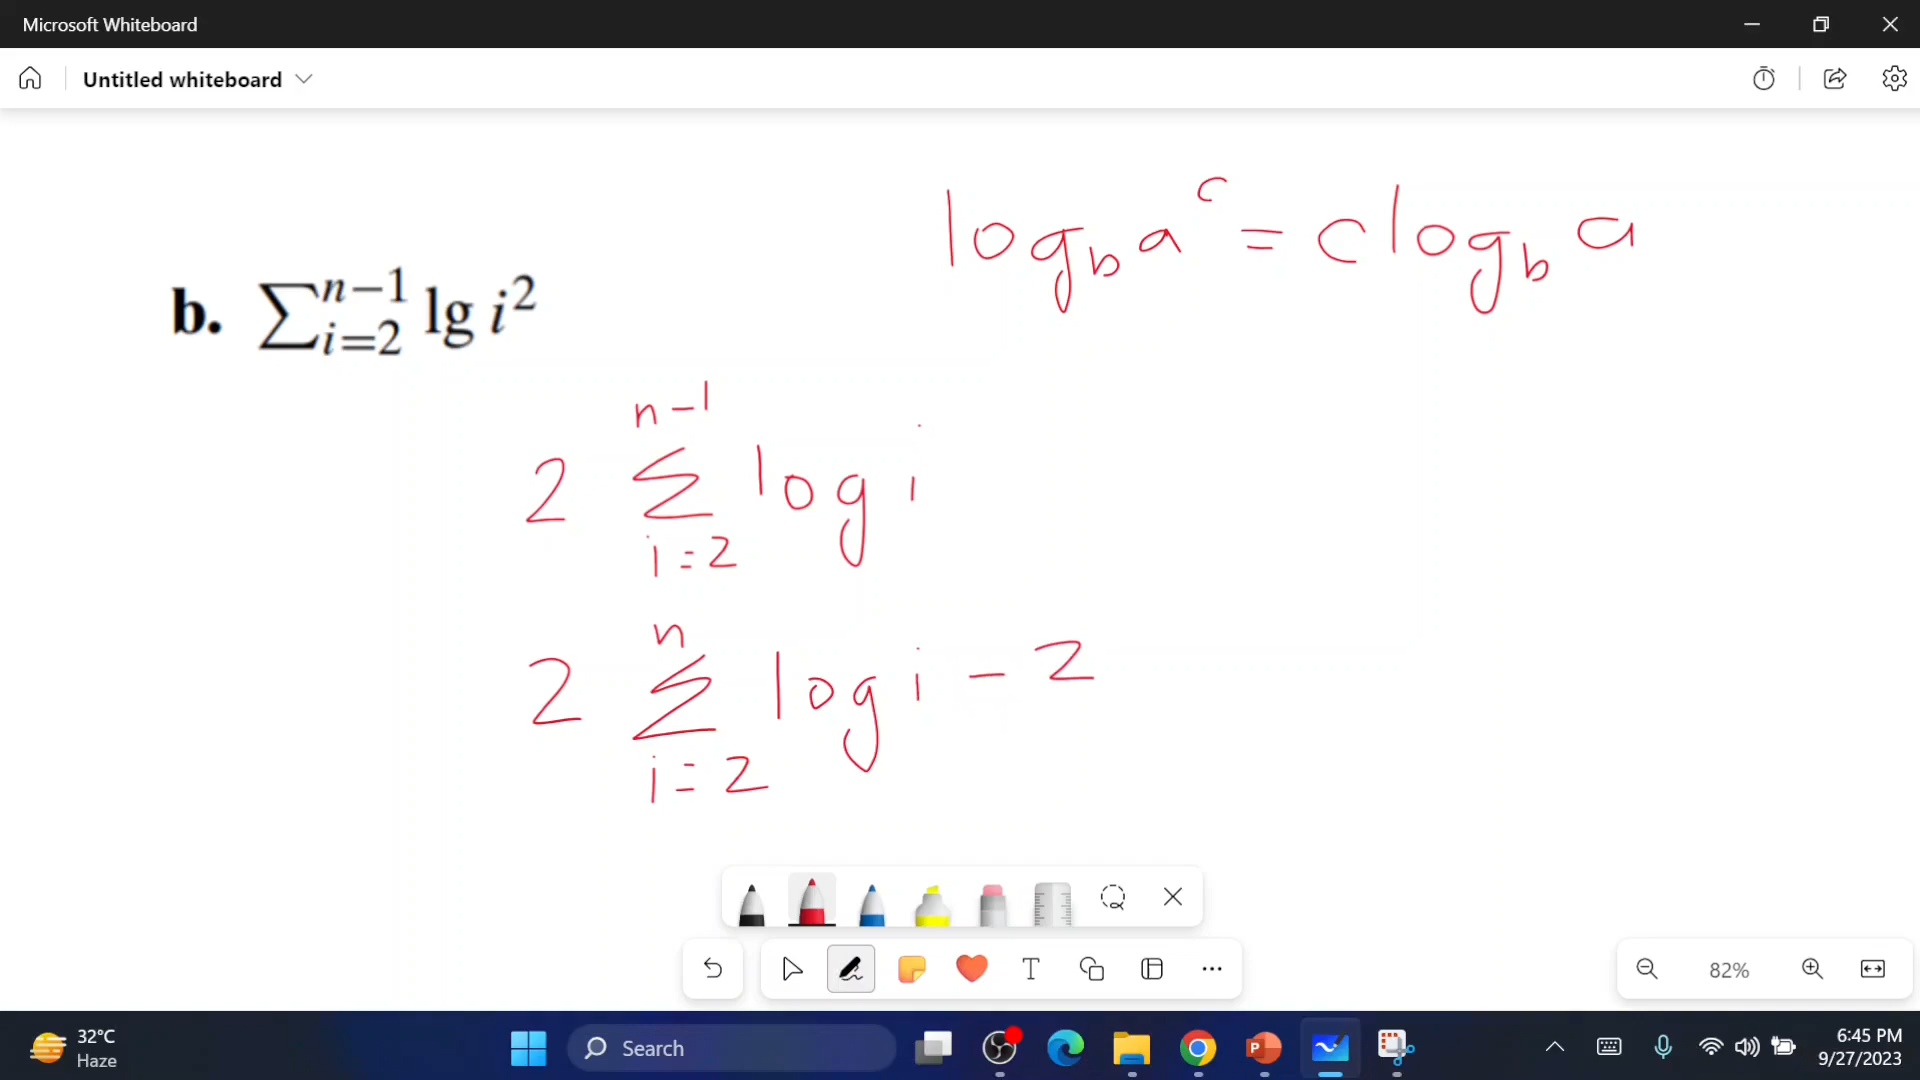 Microsoft Whiteboard
Untitled whiteboard
log_b a^c = c log_b a
b. ∑_{i=2}^{n−1} lg i²
n-1
2 ∑ log i
i=2
n
2 ∑ log i - 2
i=2
82%
32°C
Haze
Search
6:45 PM
9/27/2023